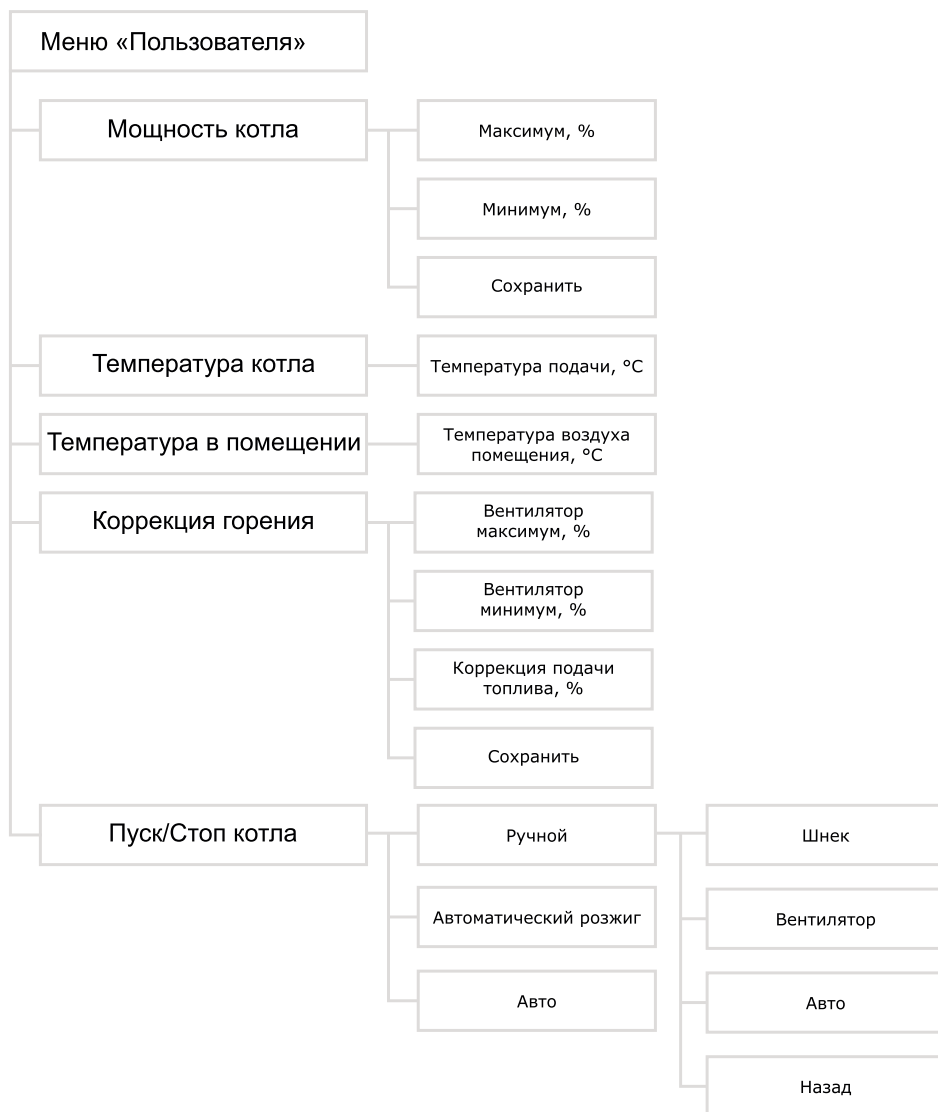 Меню «Пользователя»
Мощность котла
Максимум, %
Минимум, %
Сохранить
Температура котла
Температура подачи, °C
Температура в помещении
Температура воздуха
помещения, °C
Коррекция горения
Вентилятор
максимум, %
Вентилятор
минимум, %
Коррекция подачи
топлива, %
Сохранить
Пуск/Стоп котла
Ручной
Шнек
Автоматический розжиг
Вентилятор
Авто
Авто
Назад